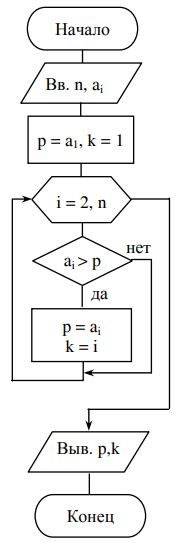 Начало
Вв. n, aᵢ
p = a₁, k = 1
i = 2, n
aᵢ > p
нет
да
p = aᵢ
k = i
Выв. p,k
Конец